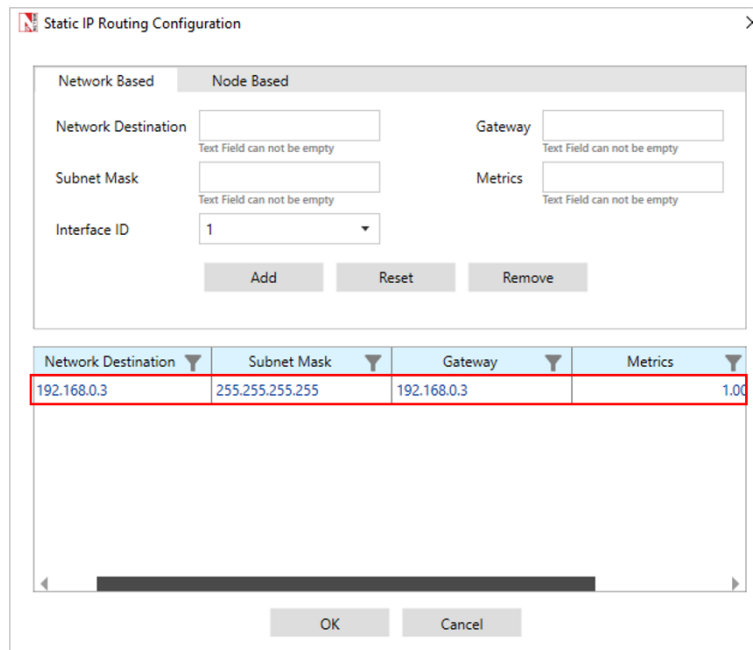 Static IP Routing Configuration
Network Based Node Based
Network Destination Gateway
Text Field can not be empty Text Field can not be empty
Subnet Mask Metrics
Text Field can not be empty Text Field can not be empty
Interface ID 1
Add Reset Remove
Network Destination Subnet Mask Gateway Metrics
192.168.0.3 255.255.255.255 192.168.0.3 1.00
OK Cancel